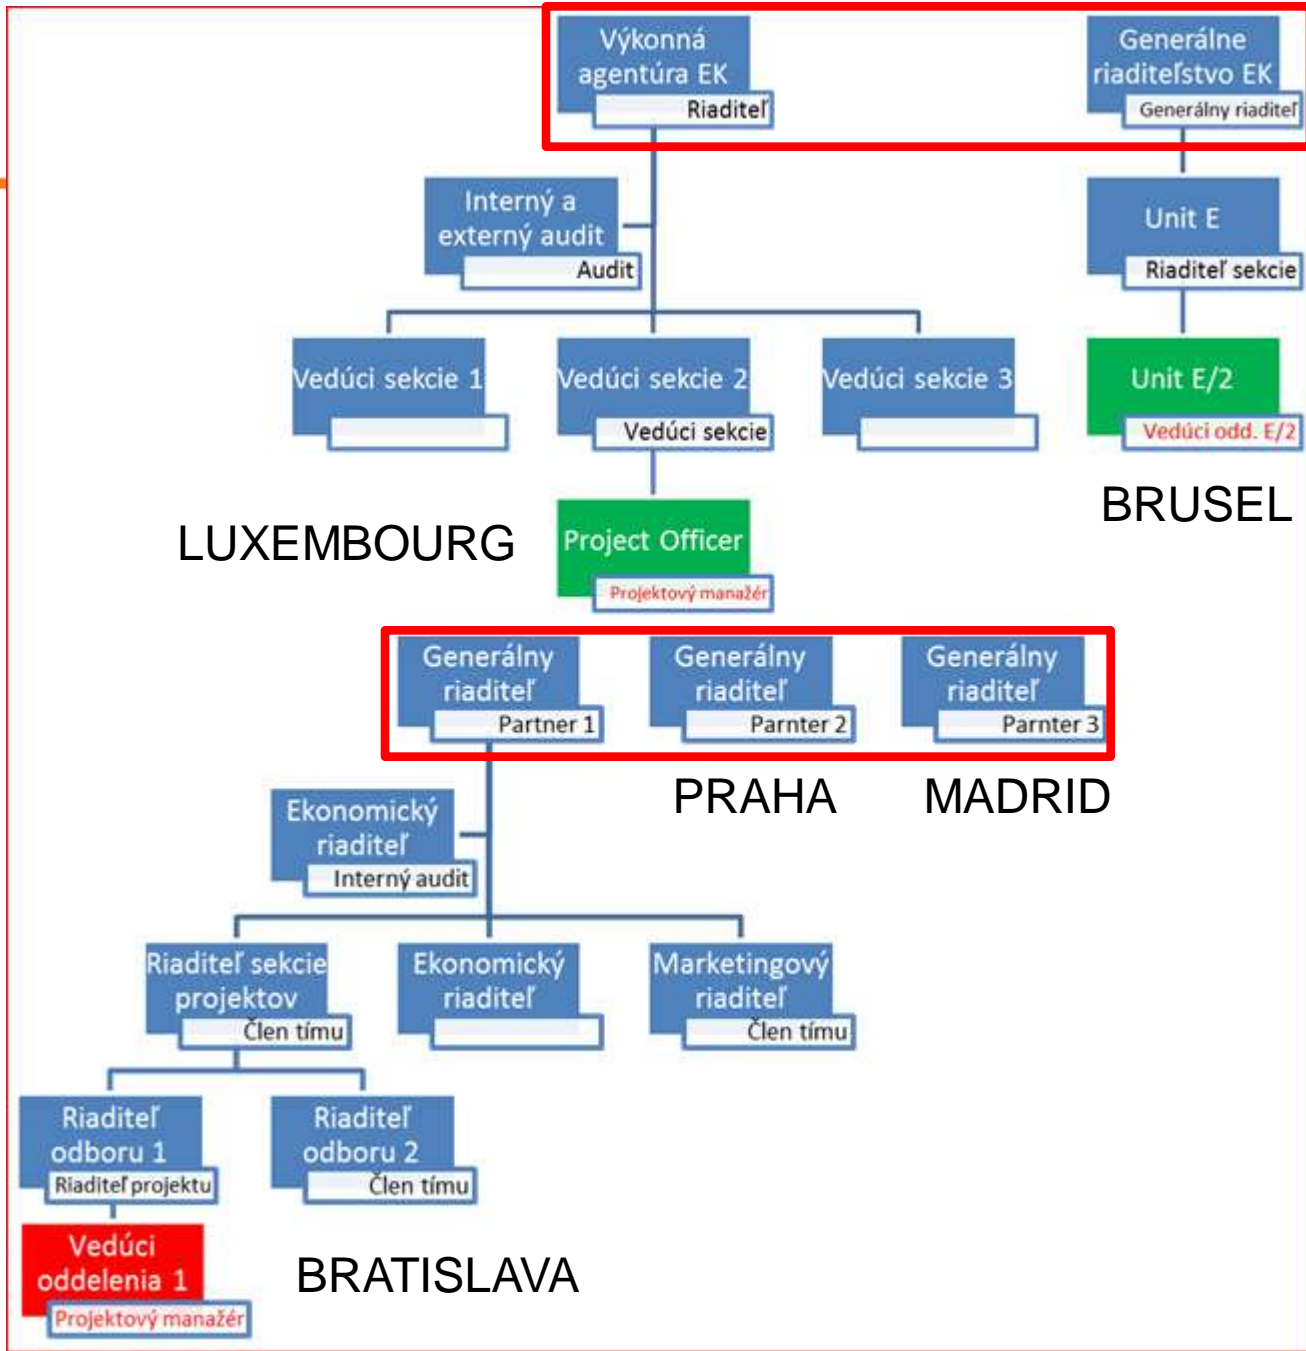 Výkonná
agentúra EK
Riaditeľ
Generálne
riaditeľstvo EK
Generálny riaditeľ
Interný a
externý audit
Audit
Unit E
Riaditeľ sekcie
Vedúci sekcie 1
Vedúci sekcie 2
Vedúci sekcie
Vedúci sekcie 3
Unit E/2
Vedúci odd. E/2
BRUSEL
LUXEMBOURG
Project Officer
Projektový manažér
Generálny
riaditeľ
Partner 1
Generálny
riaditeľ
Parnter 2
Generálny
riaditeľ
Parnter 3
PRAHA
MADRID
Ekonomický
riaditeľ
Interný audit
Riaditeľ sekcie
projektov
Člen tímu
Ekonomický
riaditeľ
Marketingový
riaditeľ
Člen tímu
Riaditeľ
odboru 1
Riaditeľ projektu
Riaditeľ
odboru 2
Člen tímu
Vedúci
oddelenia 1
Projektový manažér
BRATISLAVA